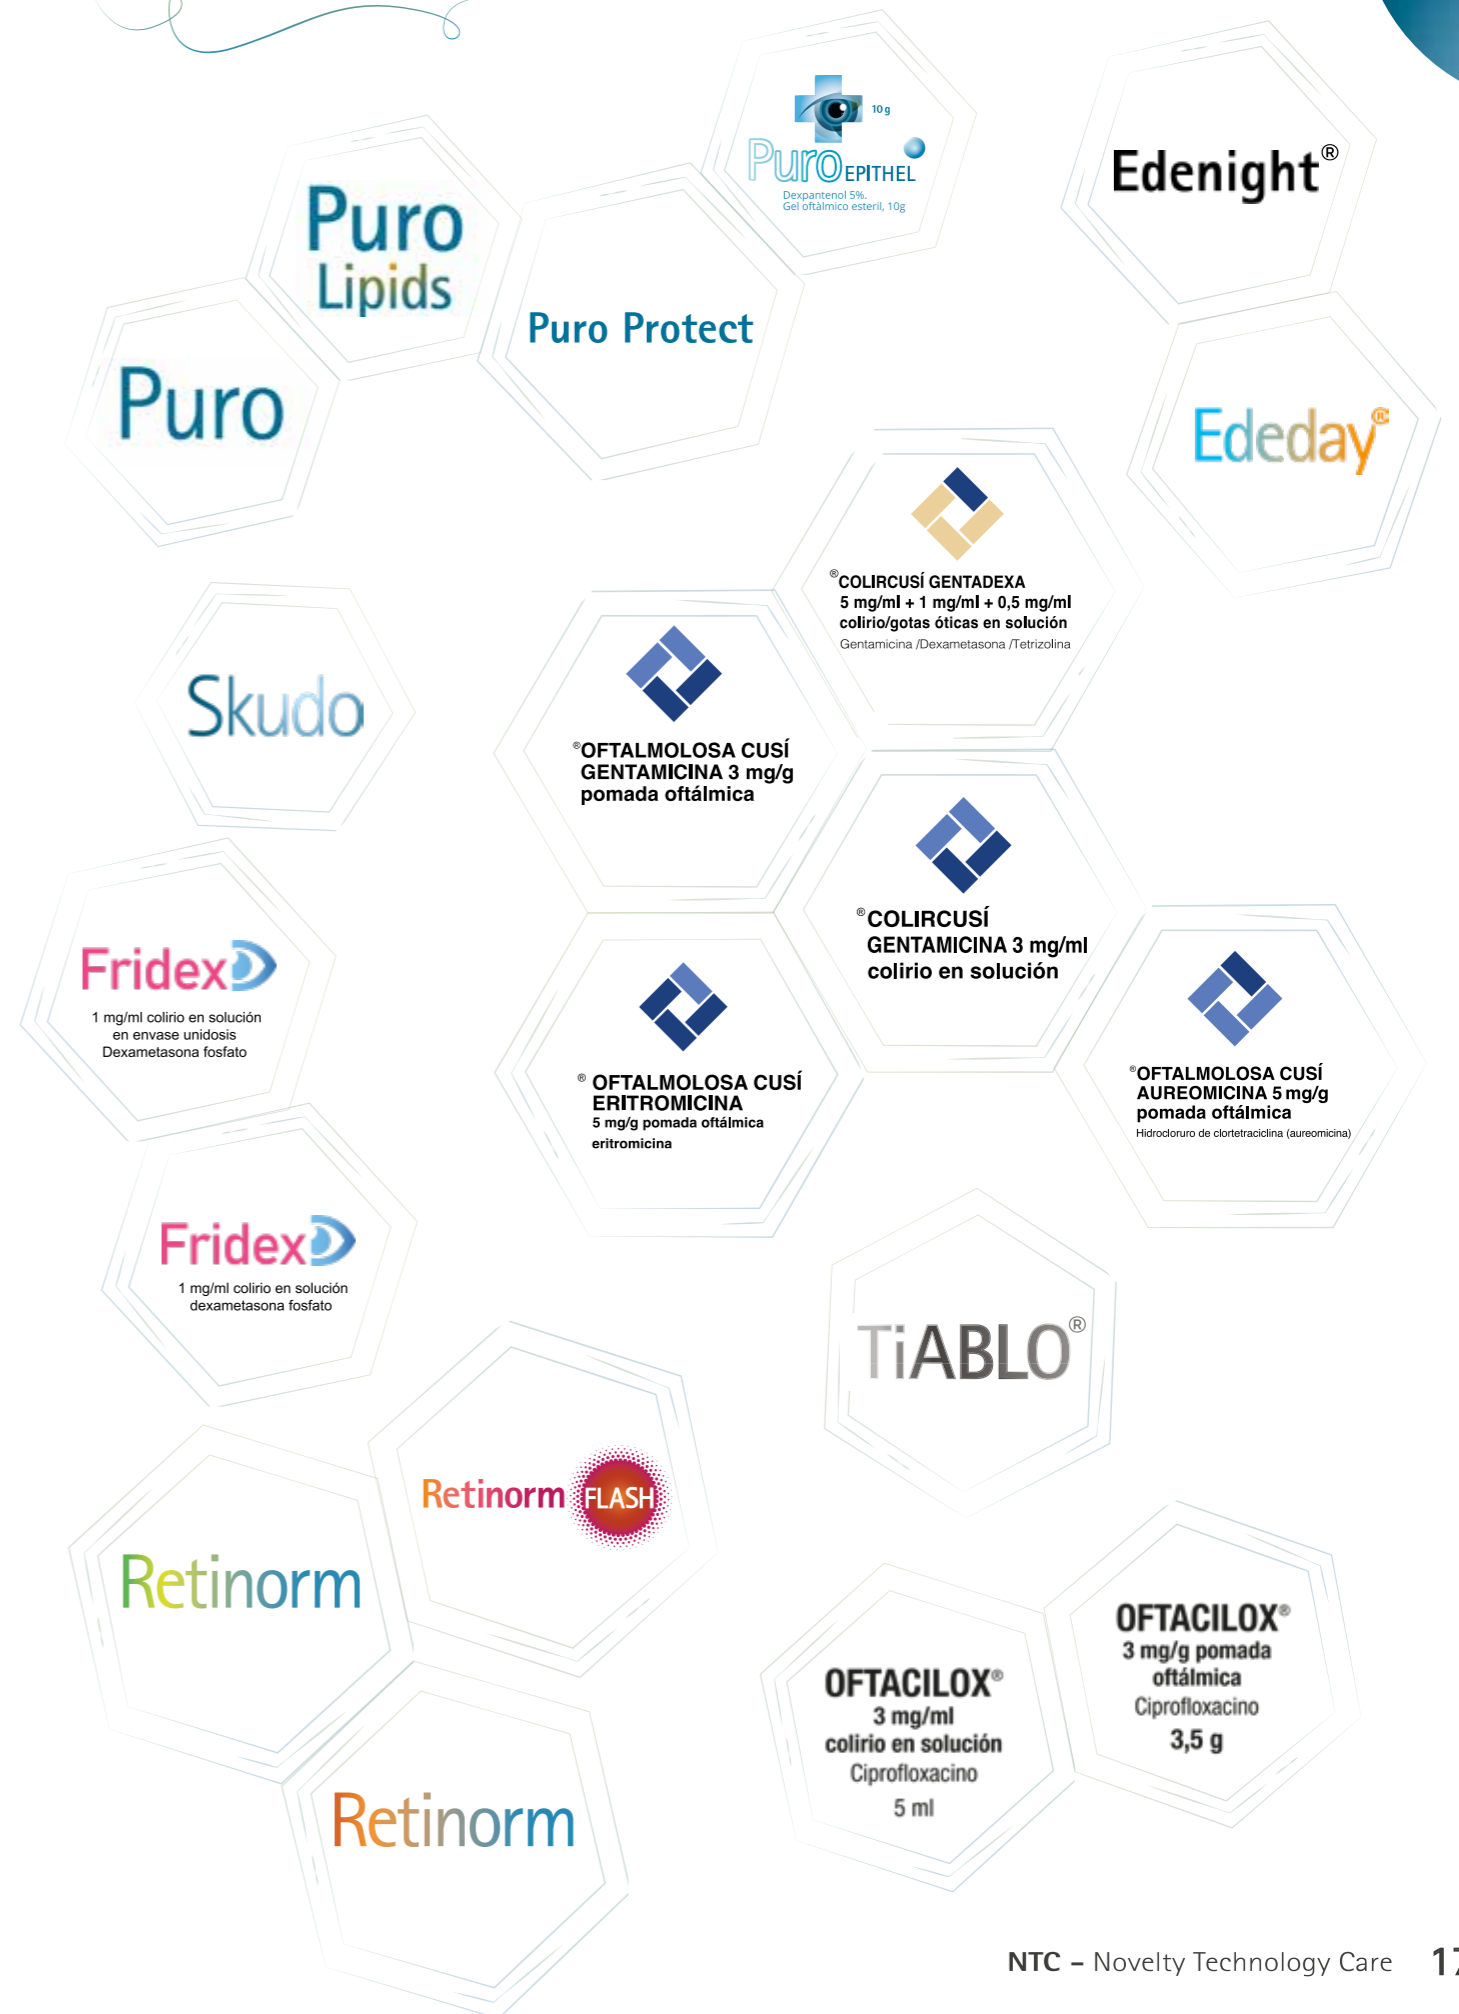 10 g
Puro EPITHEL
Dexpantenol 5%.
Gel oftàlmico esteril, 10g
Edenight®
Puro
Lipids
Puro Protect
Puro
Ededay®
®COLIRCUSÍ GENTADEXA
5 mg/ml + 1 mg/ml + 0,5 mg/ml
colirio/gotas óticas en solución
Gentamicina /Dexametasona /Tetrizolina
Skudo
®OFTALMOLOSA CUSÍ
GENTAMICINA 3 mg/g
pomada oftálmica
®COLIRCUSÍ
GENTAMICINA 3 mg/ml
colirio en solución
Fridex
1 mg/ml colirio en solución
en envase unidosis
Dexametasona fosfato
® OFTALMOLOSA CUSÍ
ERITROMICINA
5 mg/g pomada oftálmica
eritromicina
®OFTALMOLOSA CUSÍ
AUREOMICINA 5 mg/g
pomada oftálmica
Hidrocloruro de clortetraciclina (aureomicina)
Fridex
1 mg/ml colirio en solución
dexametasona fosfato
TiABLO®
Retinorm FLASH
Retinorm
OFTACILOX®
3 mg/g pomada
oftálmica
Ciprofloxacino
3,5 g
OFTACILOX®
3 mg/ml
colirio en solución
Ciprofloxacino
5 ml
Retinorm
NTC – Novelty Technology Care 17